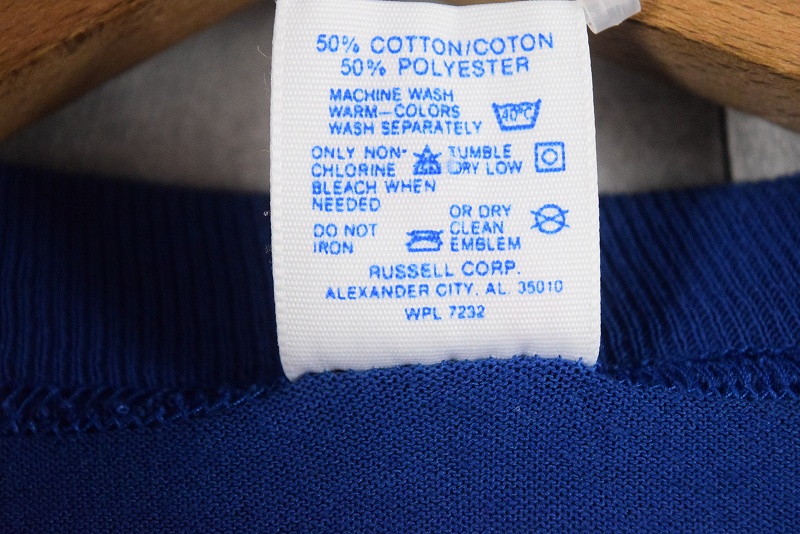 50% COTTON/COTON
50% POLYESTER
MACHINE WASH
WARM—COLORS
WASH SEPARATELY
40°C
ONLY NON-
CHLORINE
BLEACH WHEN
NEEDED
TUMBLE
DRY LOW
DO NOT
IRON
OR DRY
CLEAN
EMBLEM
RUSSELL CORP.
ALEXANDER CITY, AL. 35010
WPL 7232